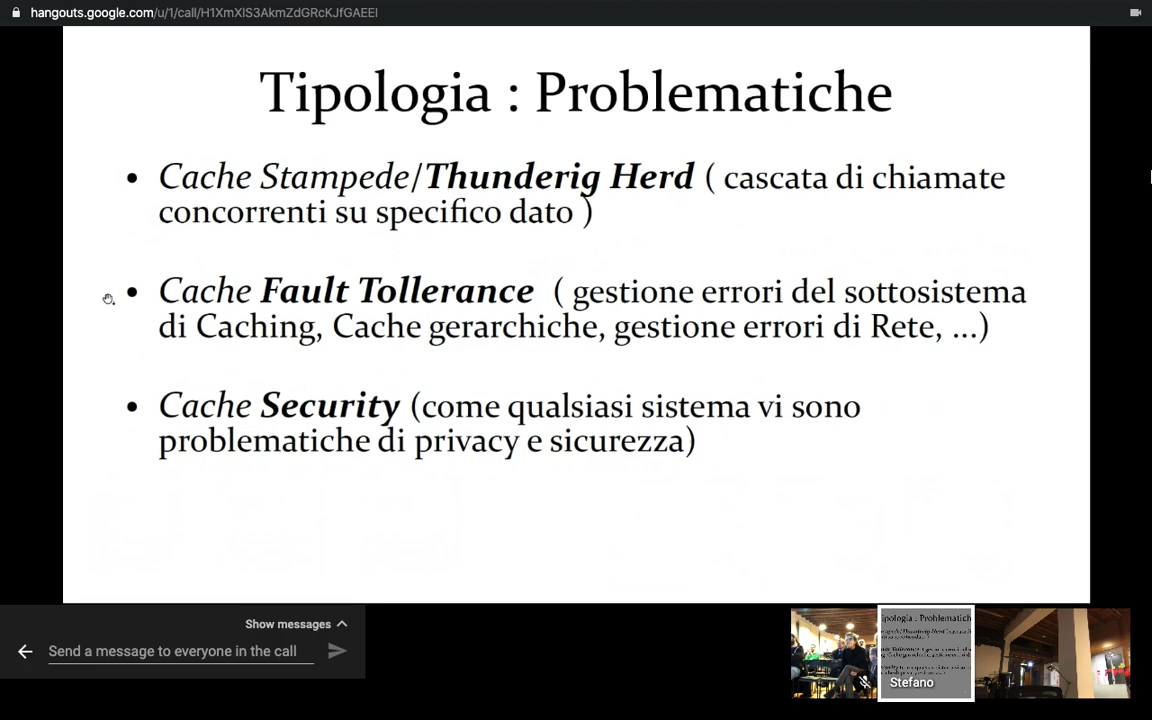 hangouts.google.com/u/1/call/H1XmXlS3AkmZdGRcKJfGAEEI
Tipologia : Problematiche
• Cache Stampede/Thunderig Herd ( cascata di chiamate
concorrenti su specifico dato )
• Cache Fault Tollerance ( gestione errori del sottosistema
di Caching, Cache gerarchiche, gestione errori di Rete, ...)
• Cache Security (come qualsiasi sistema vi sono
problematiche di privacy e sicurezza)
Show messages
Send a message to everyone in the call
ipologia : Problematich
Stefano